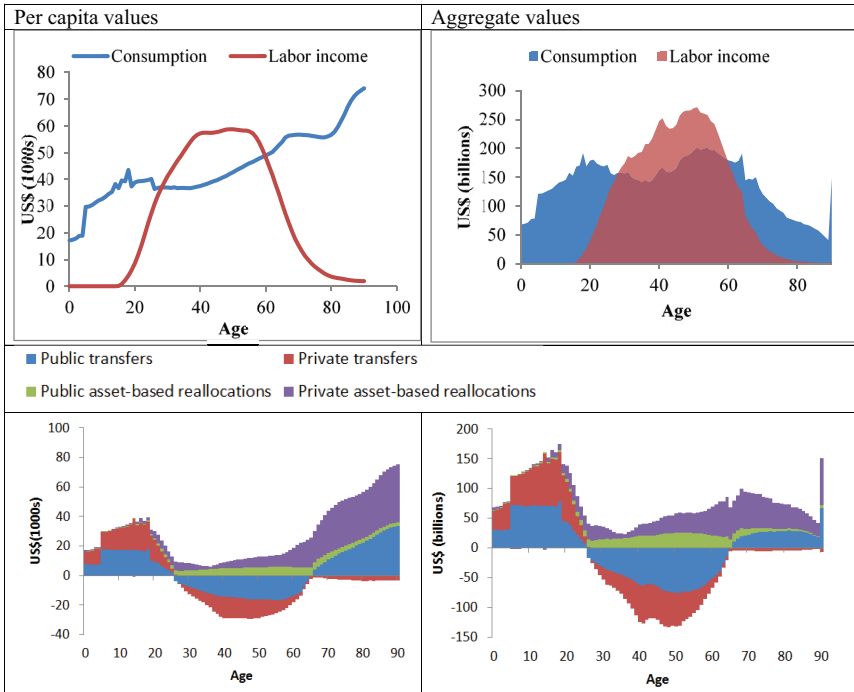 Per capita values
Aggregate values
Consumption Labor income
80
70
60
50
40
30
20
10
0
US$ (1000s)
0 20 40 60 80 100
Age
Consumption Labor income
300
250
200
150
100
50
0
US$ (billions)
0 20 40 60 80
Age
Public transfers Private transfers
Public asset-based reallocations Private asset-based reallocations
100
80
60
40
20
0
-20
-40
US$(1000s)
0 10 20 30 40 50 60 70 80 90
Age
200
150
100
50
0
-50
-100
-150
US$ (billions)
0 10 20 30 40 50 60 70 80 90
Age